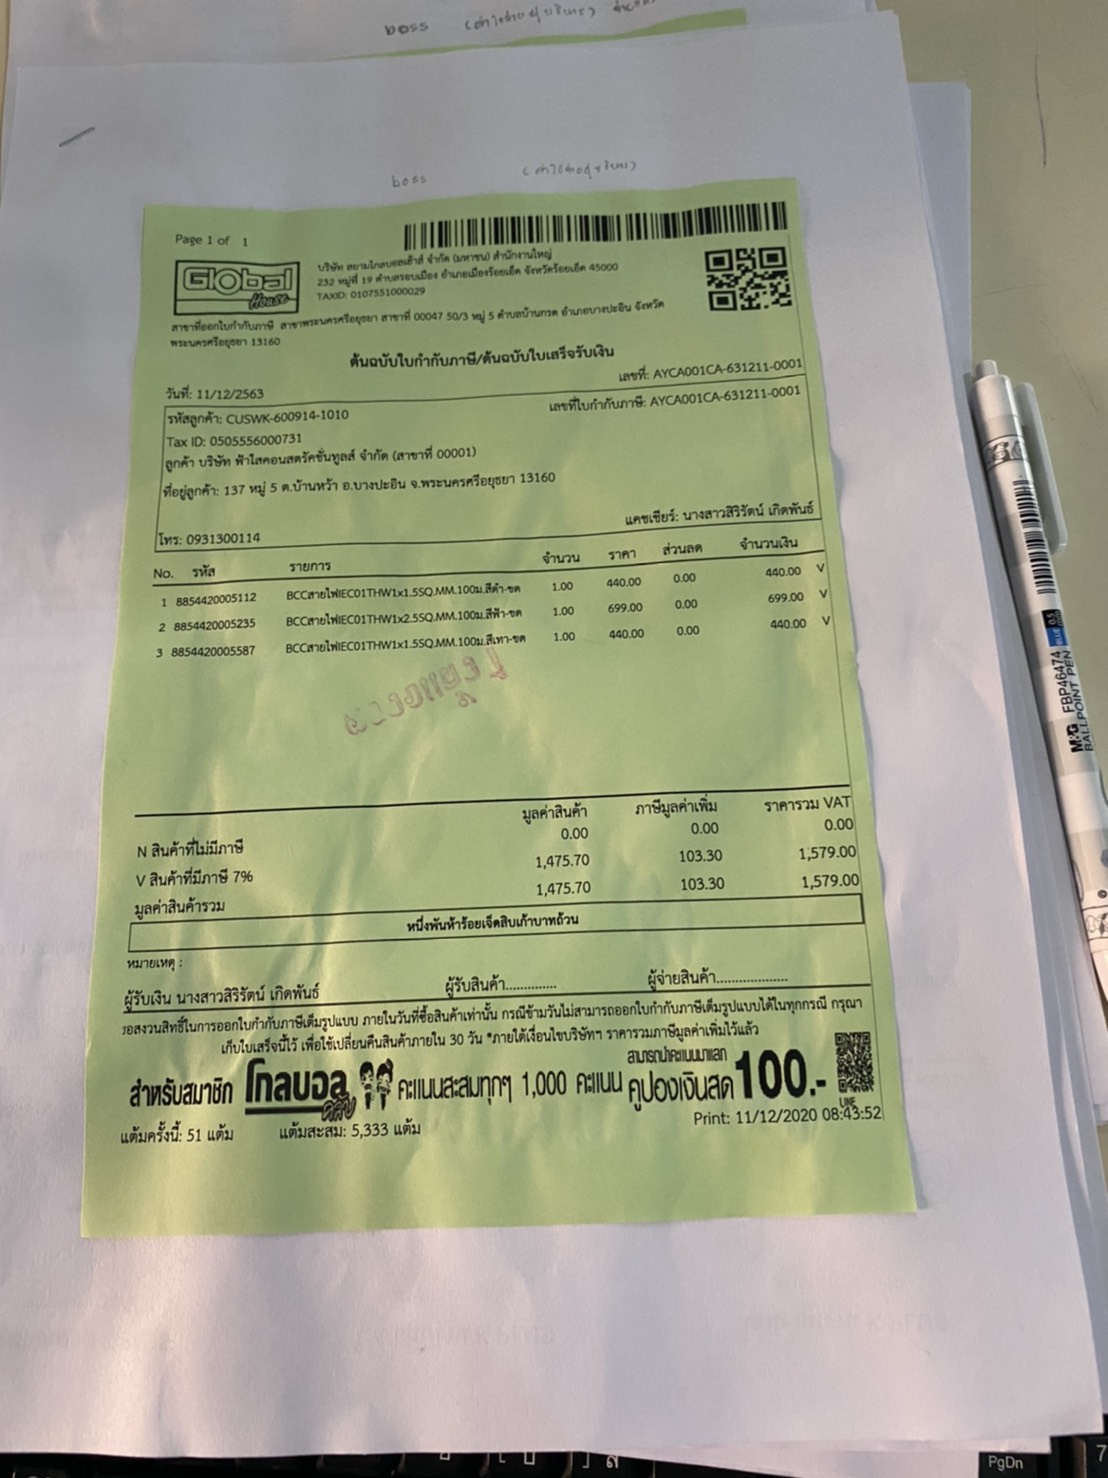 boss
boss
Page 1 of 1
Global House
บริษัท สยามโกลบอลเฮ้าส์ จำกัด (มหาชน) สำนักงานใหญ่
232 หมู่ที่ 19 ตำบลรอบเมือง อำเภอเมืองร้อยเอ็ด จังหวัดร้อยเอ็ด 45000
TAXID: 0107551000029
สาขาที่ออกใบกำกับภาษี สาขาพระนครศรีอยุธยา สาขาที่ 00047 50/3 หมู่ 5 ตำบลบ้านกรด อำเภอบางปะอิน จังหวัด
พระนครศรีอยุธยา 13160
ต้นฉบับใบกำกับภาษี/ต้นฉบับใบเสร็จรับเงิน
เลขที่: AYCA001CA-631211-0001
วันที่: 11/12/2563
เลขที่ใบกำกับภาษี: AYCA001CA-631211-0001
รหัสลูกค้า: CUSWK-600914-1010
Tax ID: 0505556000731
ลูกค้า บริษัท ฟ้าใสคอนสตรัคชั่นทูลส์ จำกัด (สาขาที่ 00001)
ที่อยู่ลูกค้า: 137 หมู่ 5 ต.บ้านหว้า อ.บางปะอิน จ.พระนครศรีอยุธยา 13160
แคชเชียร์: นางสาวสิริรัตน์ เกิดพันธ์
โทร: 0931300114
No. รหัส รายการ จำนวน ราคา ส่วนลด จำนวนเงิน
1 8854420005112 BCCสายไฟIEC01THW1x1.5SQ.MM.100ม.สีดำ-ขด 1.00 440.00 0.00 440.00 V
2 8854420005235 BCCสายไฟIEC01THW1x2.5SQ.MM.100ม.สีฟ้า-ขด 1.00 699.00 0.00 699.00 V
3 8854420005587 BCCสายไฟIEC01THW1x1.5SQ.MM.100ม.สีเทา-ขด 1.00 440.00 0.00 440.00 V
มูลค่าสินค้า ภาษีมูลค่าเพิ่ม ราคารวม VAT
N สินค้าที่ไม่มีภาษี 0.00 0.00 0.00
V สินค้าที่มีภาษี 7% 1,475.70 103.30 1,579.00
มูลค่าสินค้ารวม 1,475.70 103.30 1,579.00
หนึ่งพันห้าร้อยเจ็ดสิบเก้าบาทถ้วน
หมายเหตุ :
ผู้รับเงิน นางสาวสิริรัตน์ เกิดพันธ์ ผู้รับสินค้า............. ผู้จ่ายสินค้า..................
ขอสงวนสิทธิ์ในการออกใบกำกับภาษีเต็มรูปแบบ ภายในวันที่ซื้อสินค้าเท่านั้น กรณีข้ามวันไม่สามารถออกใบกำกับภาษีเต็มรูปแบบได้ในทุกกรณี กรุณา
เก็บใบเสร็จนี้ไว้ เพื่อใช้เปลี่ยนคืนสินค้าภายใน 30 วัน *ภายใต้เงื่อนไขบริษัทฯ ราคารวมภาษีมูลค่าเพิ่มไว้แล้ว
สำหรับสมาชิก โกลบอล คลับ คะแนนสะสมทุกๆ 1,000 คะแนน สามารถนำคะแนนมาแลก คูปองเงินสด 100.-
LINE
แต้มครั้งนี้: 51 แต้ม แต้มสะสม: 5,333 แต้ม Print: 11/12/2020 08:43:52
M&G FBP46474
BALLPOINT PEN
BLUE 0.5
PgDn
7